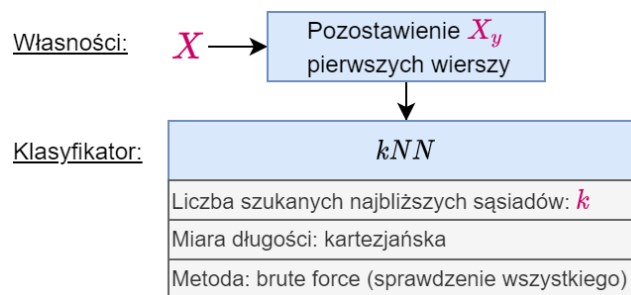 Własności:
X
Pozostawienie X_y
pierwszych wierszy
Klasyfikator:
kNN
Liczba szukanych najbliższych sąsiadów: k
Miara długości: kartezjańska
Metoda: brute force (sprawdzenie wszystkiego)